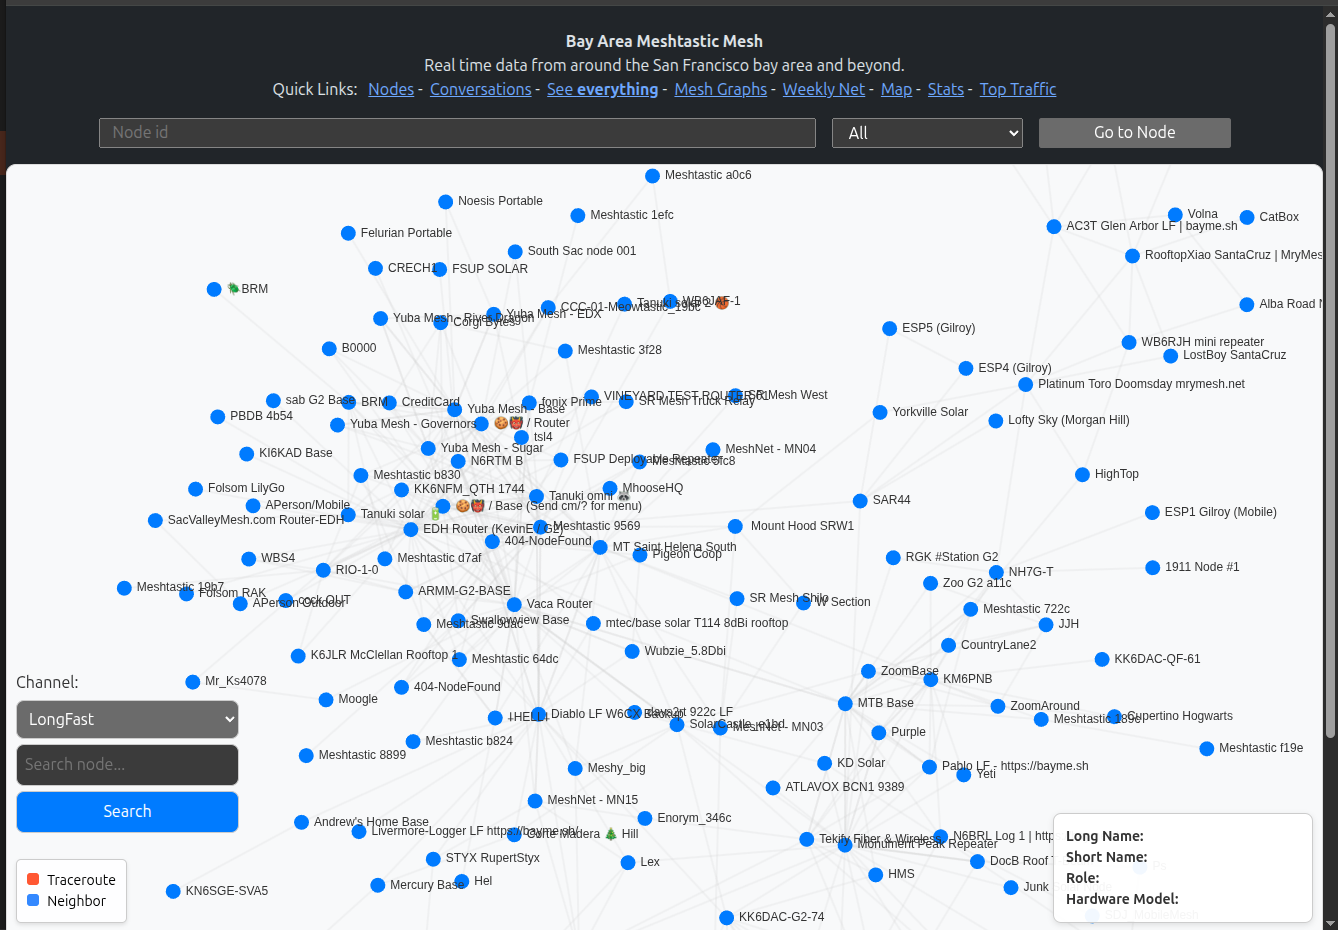 Bay Area Meshtastic Mesh
Real time data from around the San Francisco bay area and beyond.
Quick Links: Nodes - Conversations - See everything - Mesh Graphs - Weekly Net - Map - Stats - Top Traffic
Node id
All
Go to Node
Meshtastic a0c6
Noesis Portable
Meshtastic 1efc
Volna
CatBox
AC3T Glen Arbor LF | bayme.sh
Felurian Portable
South Sac node 001
RooftopXiao SantaCruz | MryMes
CRECH1
FSUP SOLAR
🪲BRM
WB6JAF-1
Tanuki solar 2
CCC-01-Meowtastic_19bc
Alba Road
Yuba Mesh - EDX
Yuba Mesh - River Dragon
Corgi Bytes
ESP5 (Gilroy)
WB6RJH mini repeater
B0000
Meshtastic 3f28
LostBoy SantaCruz
ESP4 (Gilroy)
Platinum Toro Doomsday mrymesh.net
VINEYARD TEST ROUTER 01
SR Mesh West
sab G2 Base
BRM
CreditCard
fonix Prime
SR Mesh Truck Relay
Yuba Mesh - Base
Yorkville Solar
PBDB 4b54
Lofty Sky (Morgan Hill)
Yuba Mesh - Governors
🍪👹 / Router
tsl4
Yuba Mesh - Sugar
MeshNet - MN04
KI6KAD Base
N6RTM B
FSUP Deployable Repeater
Meshtastic 5fc8
Meshtastic b830
HighTop
Folsom LilyGo
KK6NFM_QTH 1744
MhooseHQ
Tanuki omni 🦝
SAR44
APerson/Mobile
🍪👹 / Base (Send cm/? for menu)
Tanuki solar 🔋
ESP1 Gilroy (Mobile)
SacValleyMesh.com Router-EDH
EDH Router (KevinE / G2)
Meshtastic 9569
Mount Hood SRW1
404-NodeFound
MT Saint Helena South
Pigeon Coop
WBS4
Meshtastic d7af
RGK #Station G2
RIO-1-0
NH7G-T
1911 Node #1
Zoo G2 a11c
Meshtastic 19b7
Folsom RAK
ARMM-G2-BASE
APerson Outdoor
SR Mesh Shilo
W Section
Vaca Router
Meshtastic 722c
Swallowview Base
Meshtastic 9dac
mtec/base solar T114 8dBi rooftop
JJH
CountryLane2
Wubzie_5.8Dbi
K6JLR McClellan Rooftop 1
Meshtastic 64dc
KK6DAC-QF-61
ZoomBase
KM6PNB
Mr_Ks4078
404-NodeFound
Moogle
MTB Base
ZoomAround
Meshtastic 189c
Cupertino Hogwarts
Diablo LF W6CX Backup
days2rt 922c LF
SolarCastle_e1bd
MeshNet - MN03
Purple
Meshtastic b824
Meshtastic 8899
Meshtastic f19e
KD Solar
Meshy_big
Pablo LF - https://bayme.sh
Yeti
ATLAVOX BCN1 9389
MeshNet - MN15
Andrew's Home Base
Enorym_346c
Livermore-Logger LF https://bayme.sh/
Corte Madera 🌲 Hill
Tekify Fiber & Wireless
N6BRL Log 1 | http
Monument Peak Repeater
STYX RupertStyx
Lex
DocB Roof
HMS
Mercury Base
Hel
Junk
KN6SGE-SVA5
KK6DAC-G2-74
Channel:
LongFast
Search node...
Search
Traceroute
Neighbor
Long Name:
Short Name:
Role:
Hardware Model: